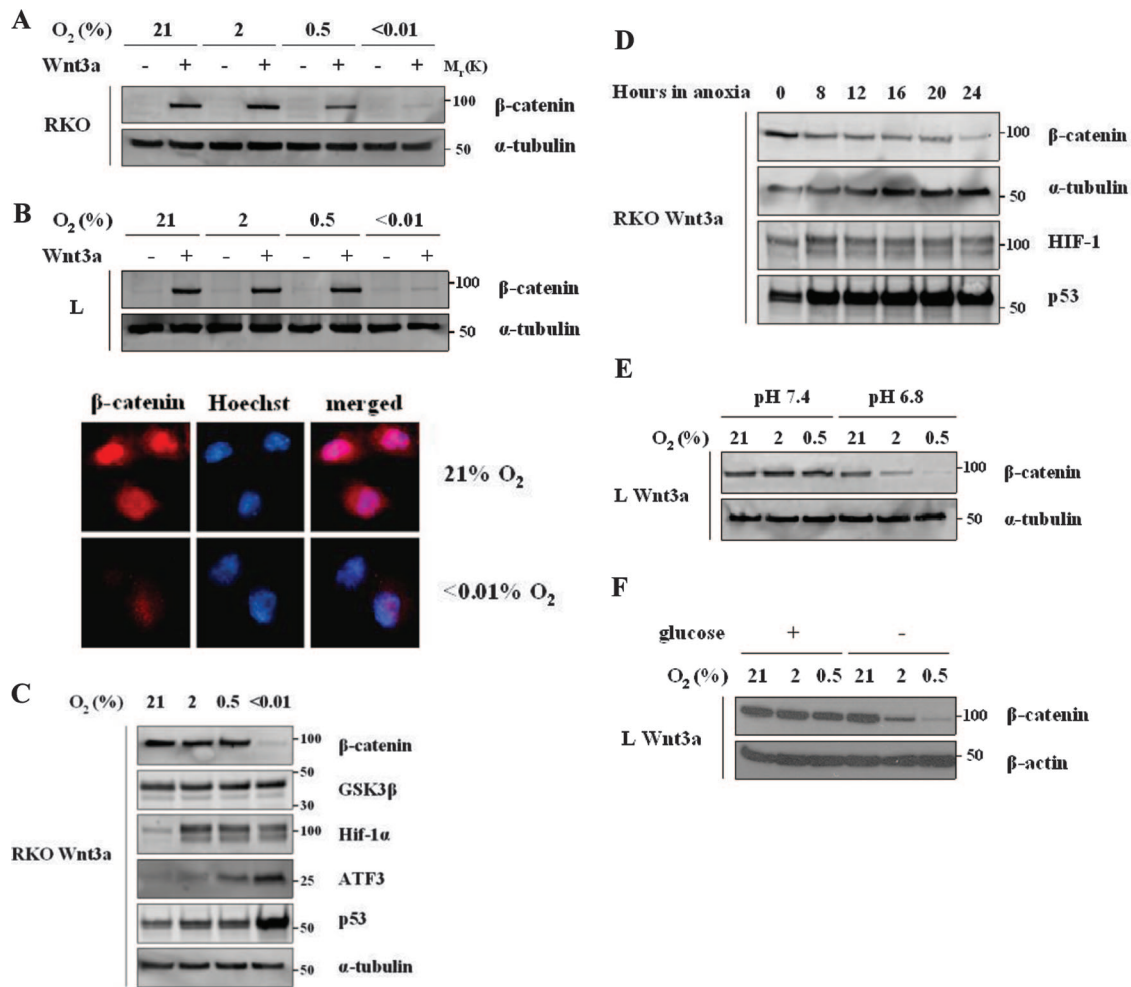 A
O2 (%) 21 2 0.5 <0.01
Wnt3a - + - + - + - + Mr(K)
RKO
100 β-catenin
50 α-tubulin
B
O2 (%) 21 2 0.5 <0.01
Wnt3a - + - + - + - +
L
100 β-catenin
50 α-tubulin
β-catenin Hoechst merged
21% O2
<0.01% O2
C
O2 (%) 21 2 0.5 <0.01
RKO Wnt3a
100 β-catenin
50
GSK3β
30
100 Hif-1α
25 ATF3
50 p53
50 α-tubulin
D
Hours in anoxia 0 8 12 16 20 24
RKO Wnt3a
100 β-catenin
50 α-tubulin
100 HIF-1
50 p53
E
pH 7.4 pH 6.8
O2 (%) 21 2 0.5 21 2 0.5
L Wnt3a
100 β-catenin
50 α-tubulin
F
glucose + -
O2 (%) 21 2 0.5 21 2 0.5
L Wnt3a
100 β-catenin
50 β-actin